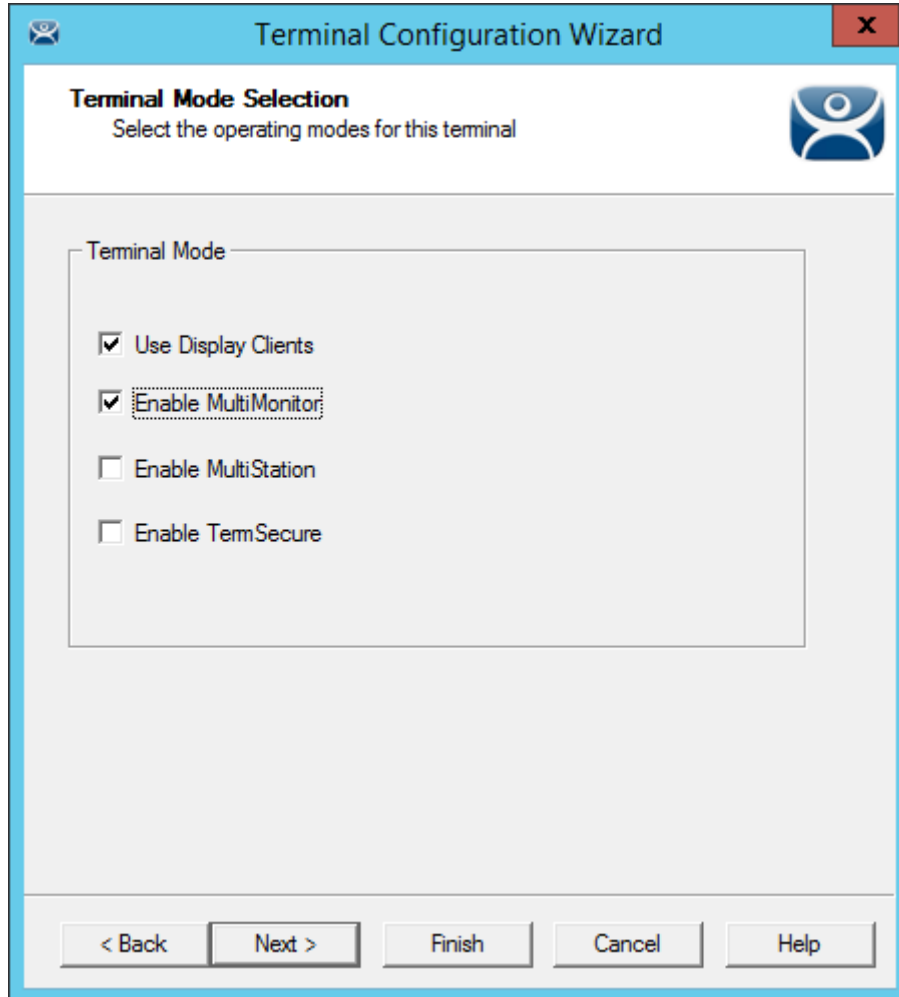 Terminal Configuration Wizard
X
Terminal Mode Selection
Select the operating modes for this terminal
Terminal Mode
Use Display Clients
Enable MultiMonitor
Enable MultiStation
Enable TermSecure
< Back Next > Finish Cancel Help